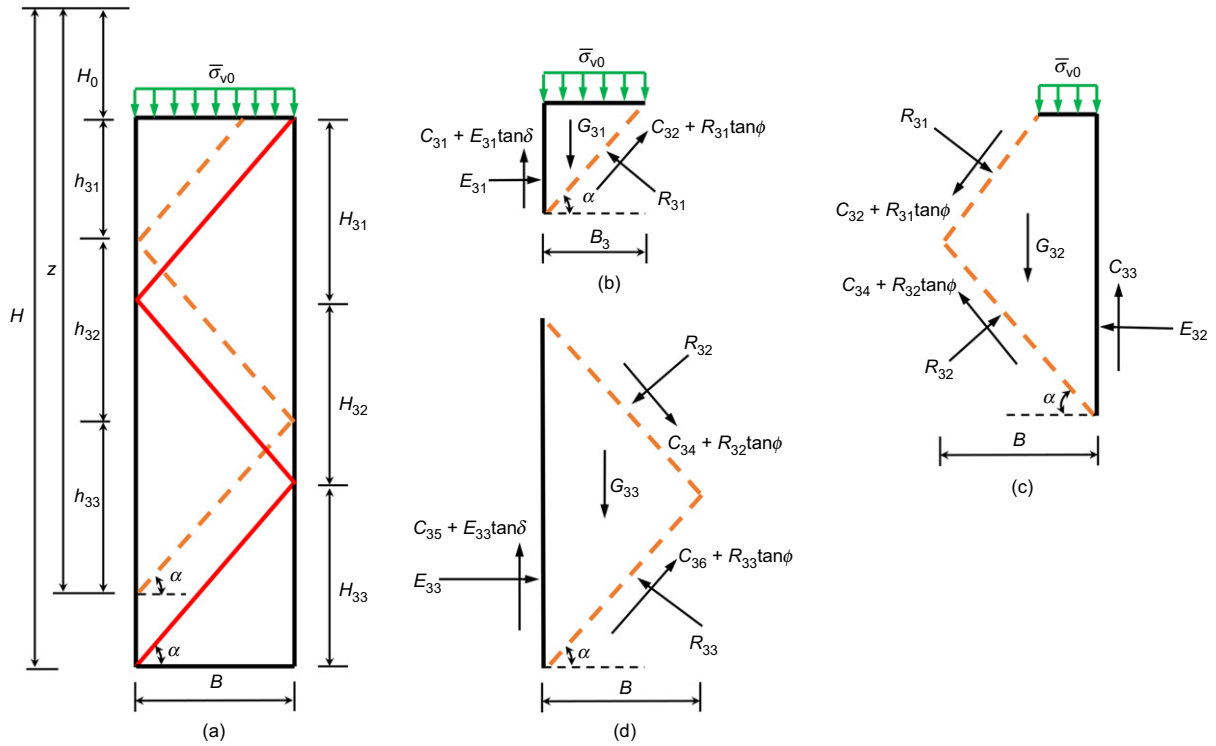 H
z
H₀
h₃₁
h₃₂
h₃₃
σ̅ᵥ₀
α
α
H₃₁
H₃₂
H₃₃
B
(a)
σ̅ᵥ₀
C₃₁ + E₃₁tanδ
G₃₁
C₃₂ + R₃₁tanϕ
E₃₁
α
R₃₁
B₃
(b)
σ̅ᵥ₀
R₃₁
C₃₂ + R₃₁tanϕ
G₃₂
C₃₃
C₃₄ + R₃₂tanϕ
E₃₂
R₃₂
α
B
(c)
R₃₂
C₃₄ + R₃₂tanϕ
G₃₃
C₃₅ + E₃₃tanδ
E₃₃
C₃₆ + R₃₃tanϕ
α
R₃₃
B
(d)